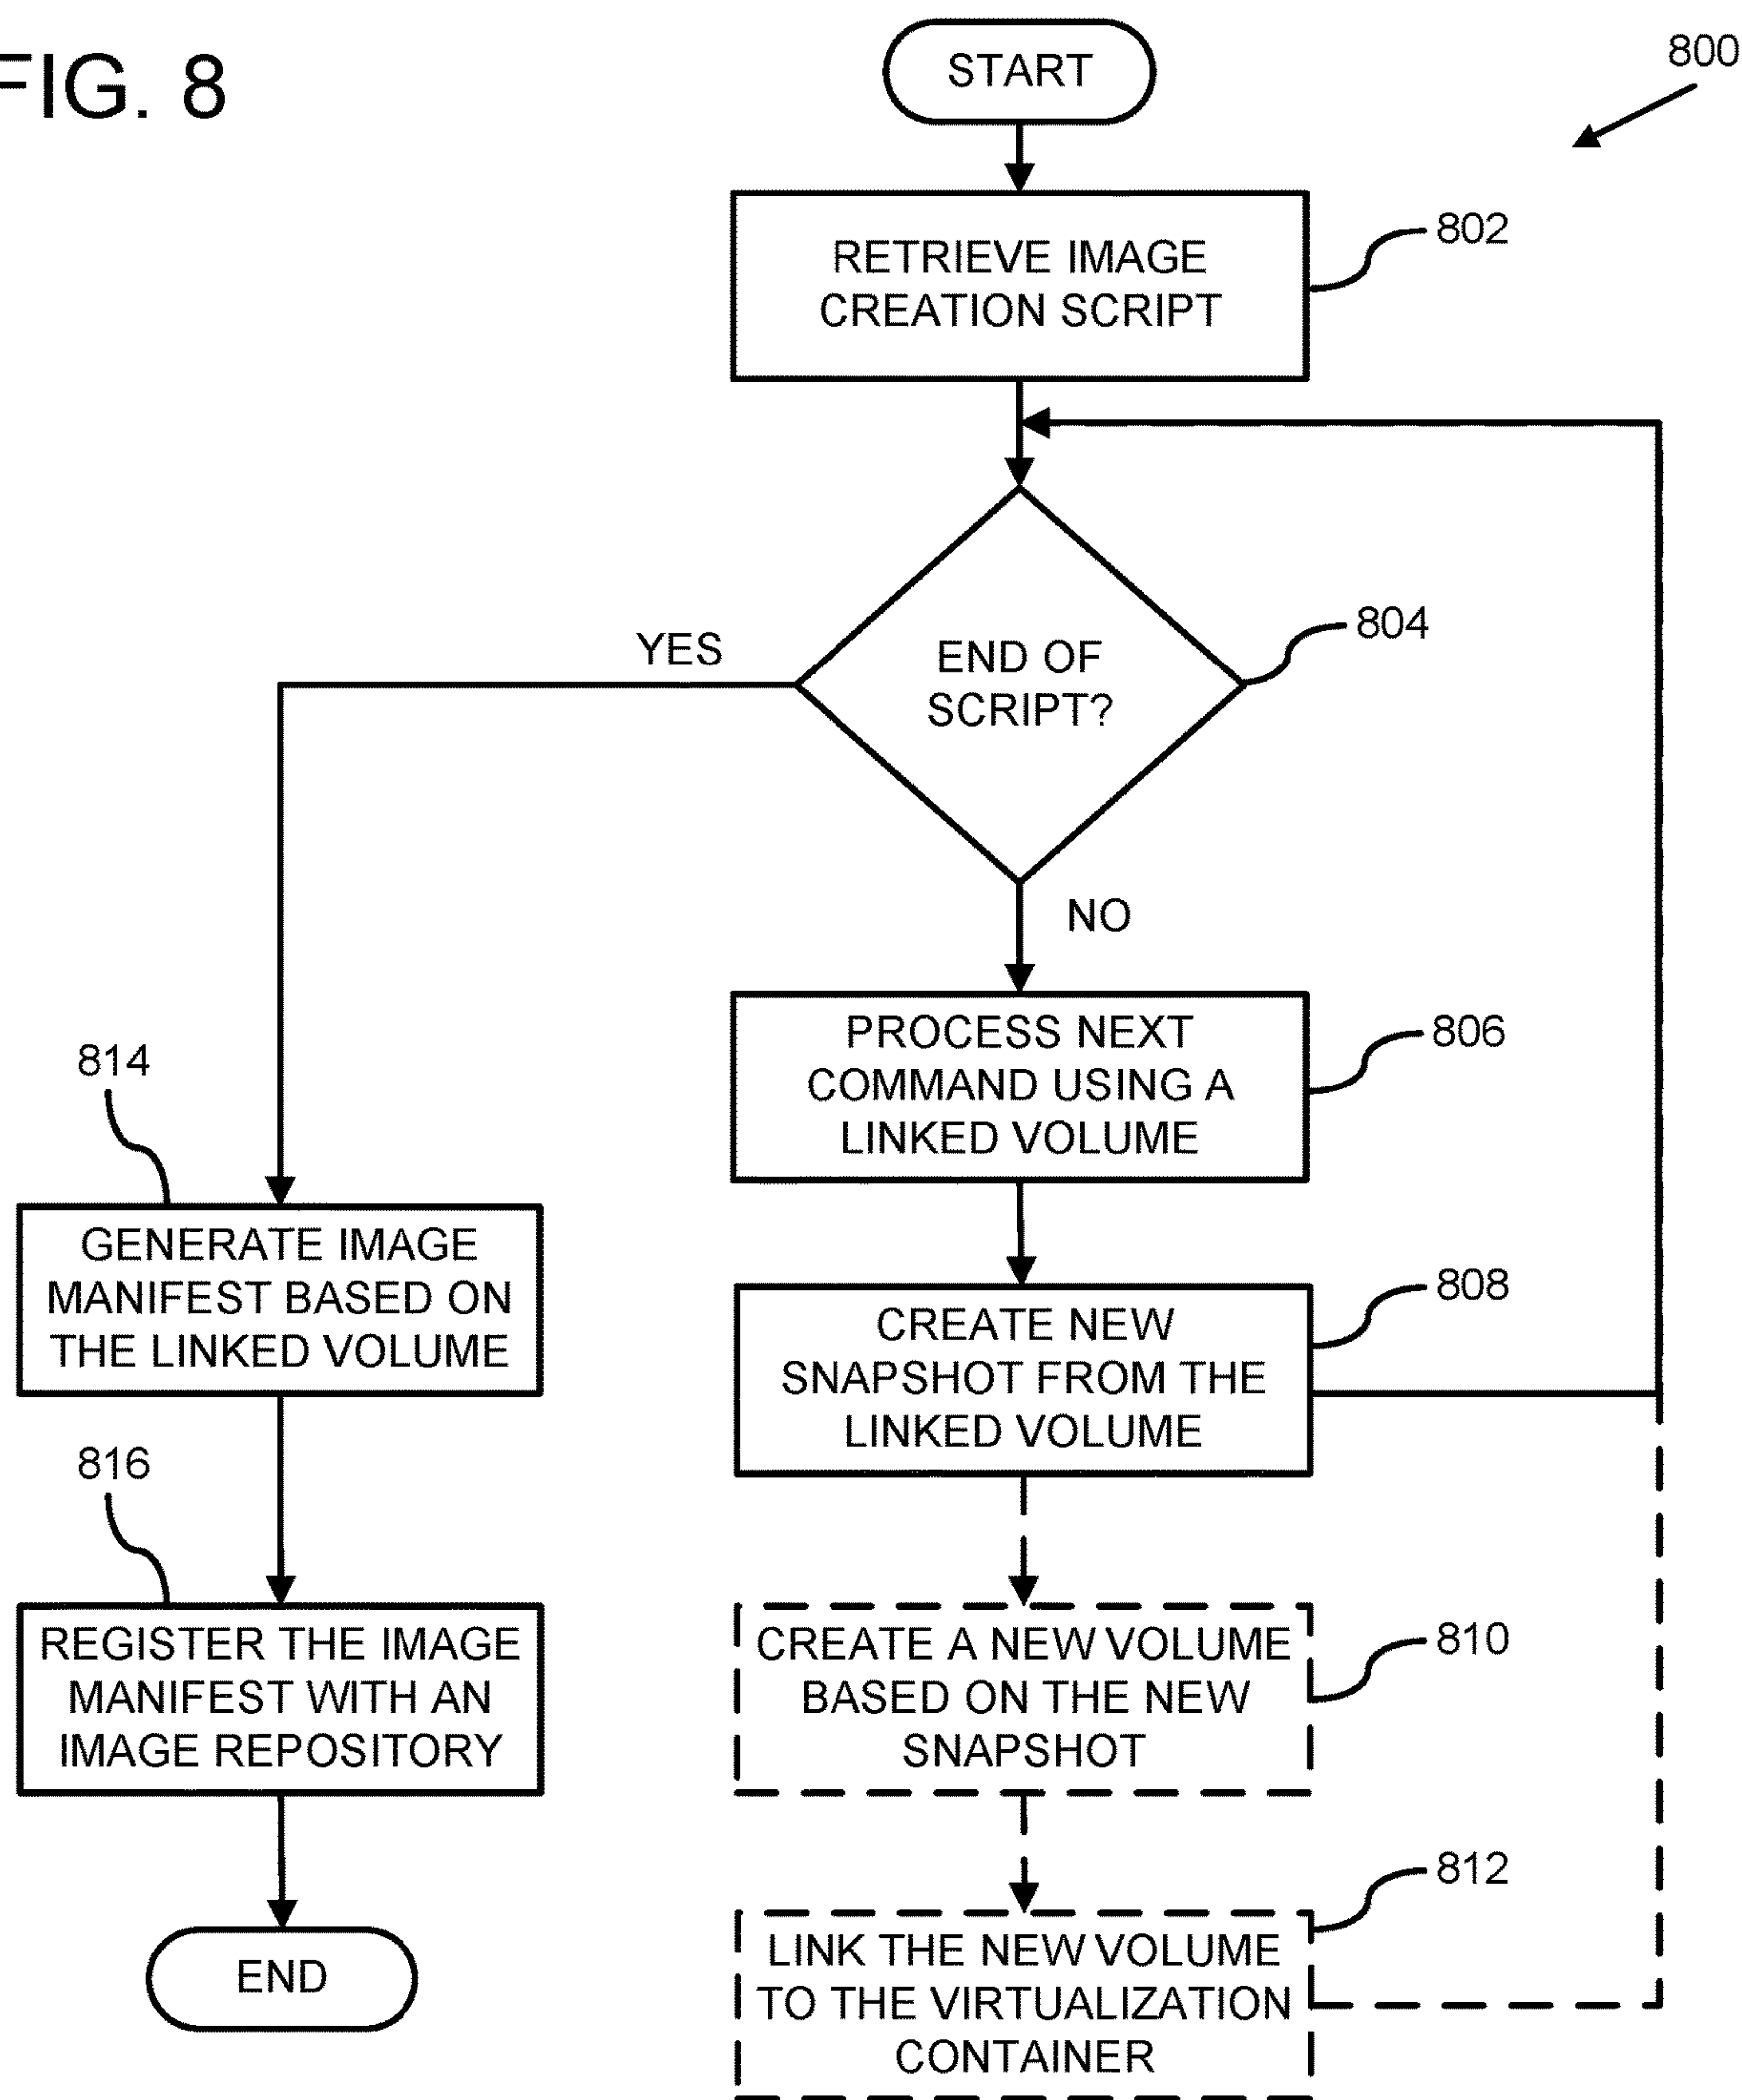 FIG. 8
START
800
RETRIEVE IMAGE
CREATION SCRIPT
802
END OF
SCRIPT?
804
YES
NO
PROCESS NEXT
COMMAND USING A
LINKED VOLUME
806
814
GENERATE IMAGE
MANIFEST BASED ON
THE LINKED VOLUME
CREATE NEW
SNAPSHOT FROM THE
LINKED VOLUME
808
816
REGISTER THE IMAGE
MANIFEST WITH AN
IMAGE REPOSITORY
CREATE A NEW VOLUME
BASED ON THE NEW
SNAPSHOT
810
END
LINK THE NEW VOLUME
TO THE VIRTUALIZATION
CONTAINER
812